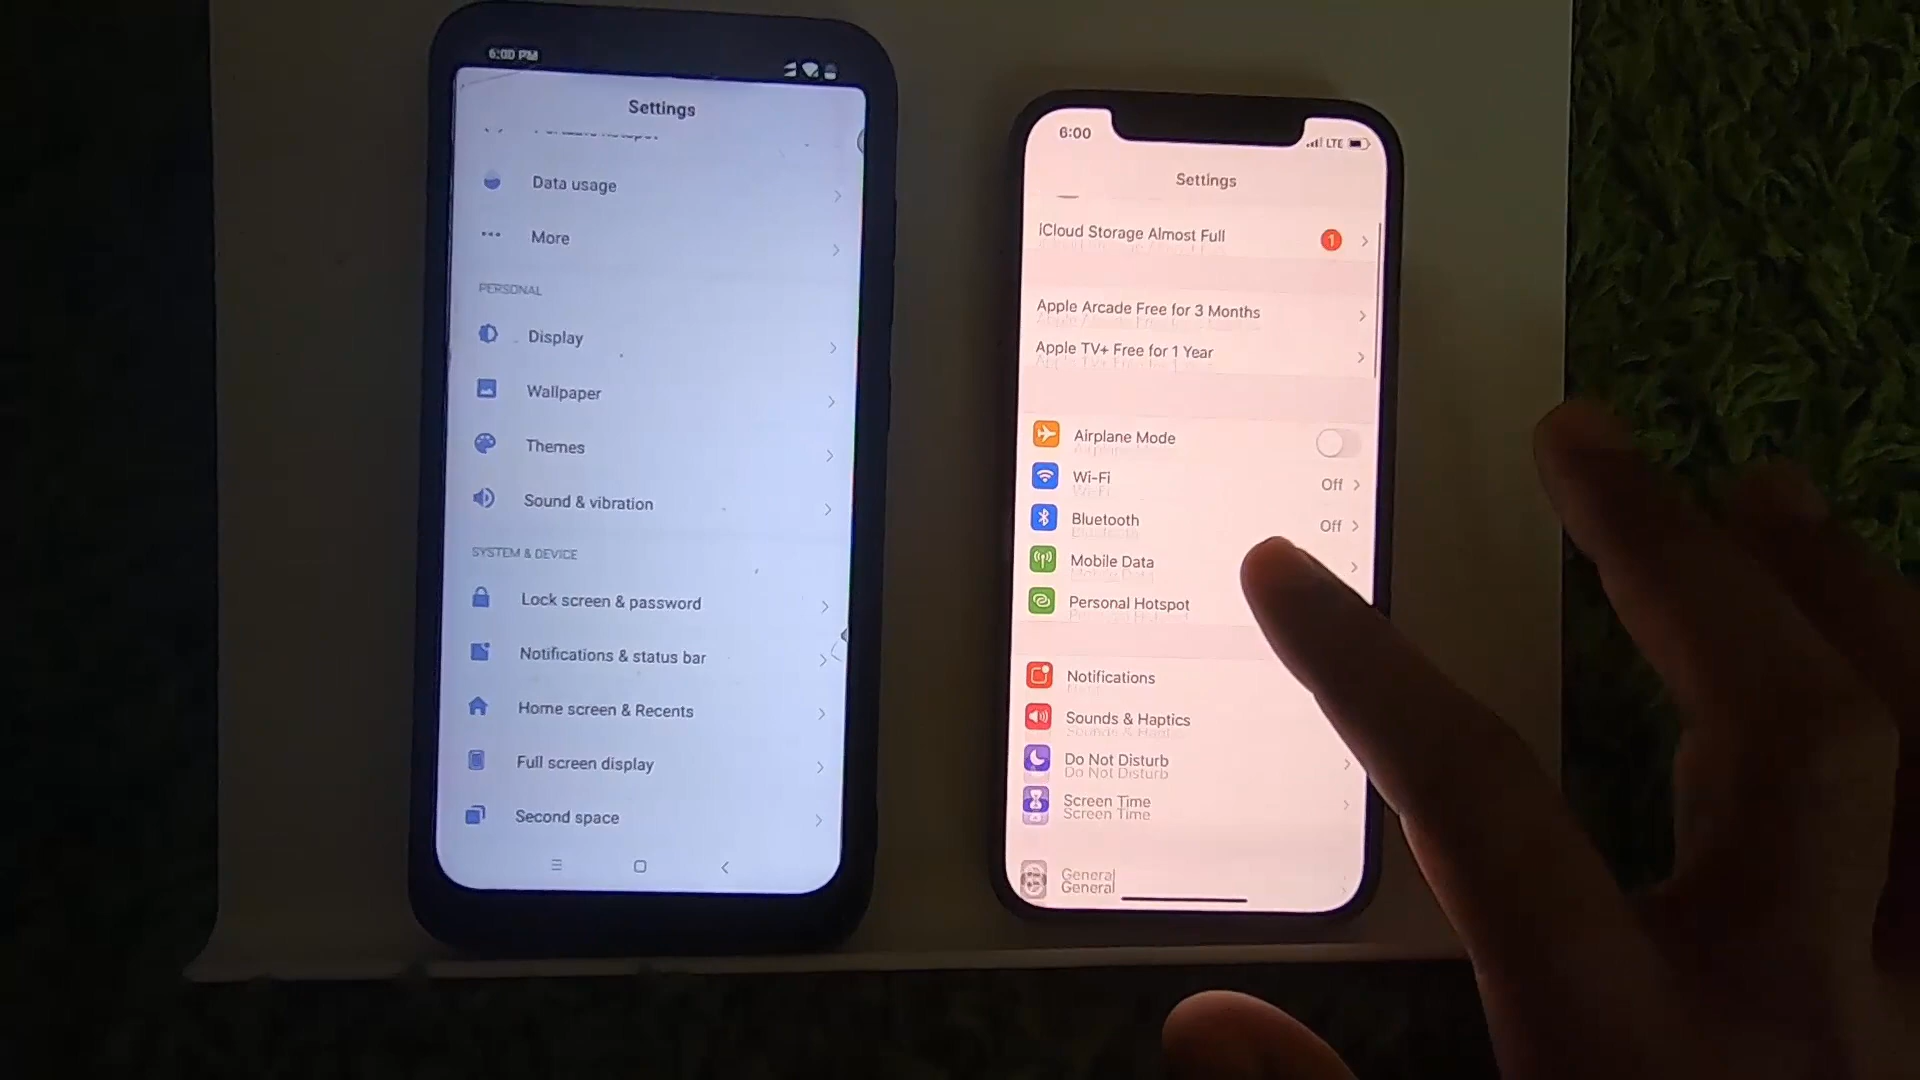 6:00 PM
Settings
Data usage
More
PERSONAL
Display
Wallpaper
Themes
Sound & vibration
SYSTEM & DEVICE
Lock screen & password
Notifications & status bar
Home screen & Recents
Full screen display
Second space
6:00
LTE
Settings
iCloud Storage Almost Full
1
Apple Arcade Free for 3 Months
Apple TV+ Free for 1 Year
Airplane Mode
Wi-Fi
Off
Bluetooth
Off
Mobile Data
Personal Hotspot
Notifications
Sounds & Haptics
Do Not Disturb
Screen Time
General